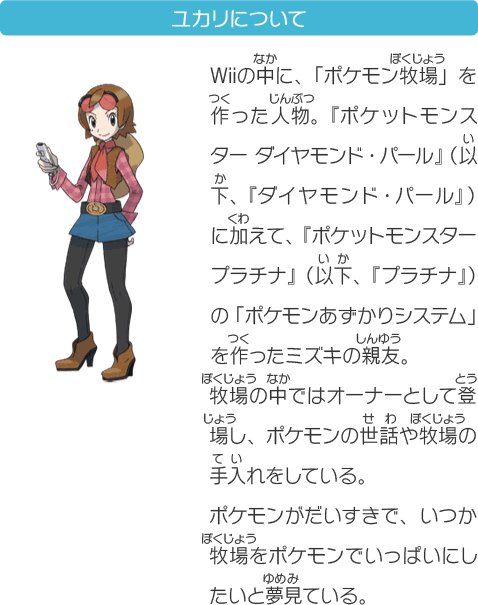 ユカリについて
Wiiの中に、「ポケモン牧場」を
作った人物。『ポケットモンス
ター ダイヤモンド・パール』（以
下、『ダイヤモンド・パール』）
に加えて、『ポケットモンスター
プラチナ』（以下、『プラチナ』）
の「ポケモンあずかりシステム」
を作ったミズキの親友。
牧場の中ではオーナーとして登
場し、ポケモンの世話や牧場の
手入れをしている。
ポケモンがだいすきで、いつか
牧場をポケモンでいっぱいにし
たいと夢見ている。